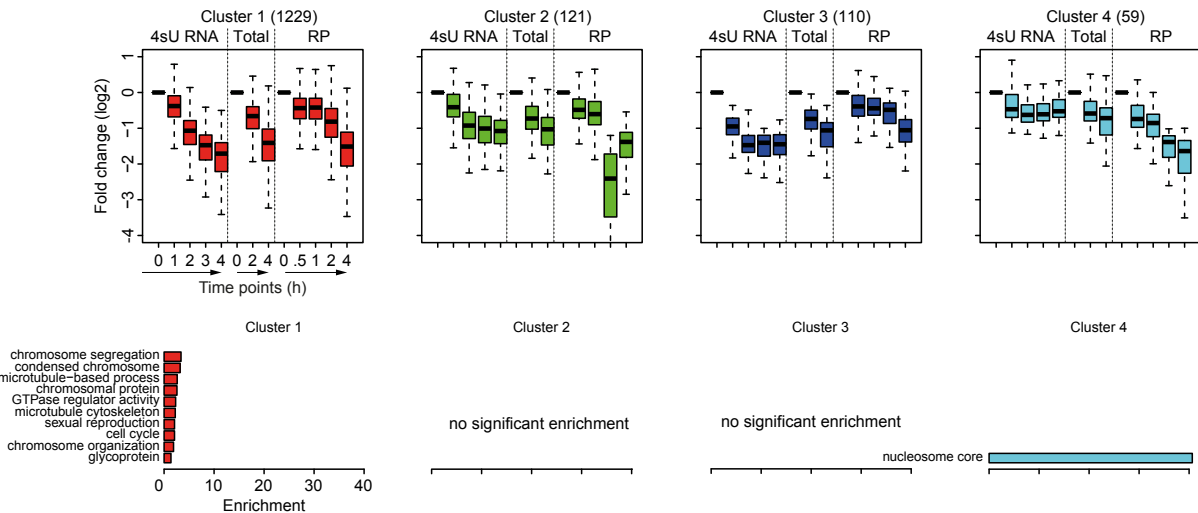 Cluster 1 (1229)
4sU RNA Total RP
Cluster 2 (121)
4sU RNA Total RP
Cluster 3 (110)
4sU RNA Total RP
Cluster 4 (59)
4sU RNA Total RP
Fold change (log2)
1
0
-1
-2
-3
-4
0 1 2 3 4 0 2 4 0 .5 1 2 4
Time points (h)
Cluster 1
chromosome segregation
condensed chromosome
microtubule-based process
chromosomal protein
GTPase regulator activity
microtubule cytoskeleton
sexual reproduction
cell cycle
chromosome organization
glycoprotein
0 10 20 30 40
Enrichment
Cluster 2
no significant enrichment
Cluster 3
no significant enrichment
Cluster 4
nucleosome core